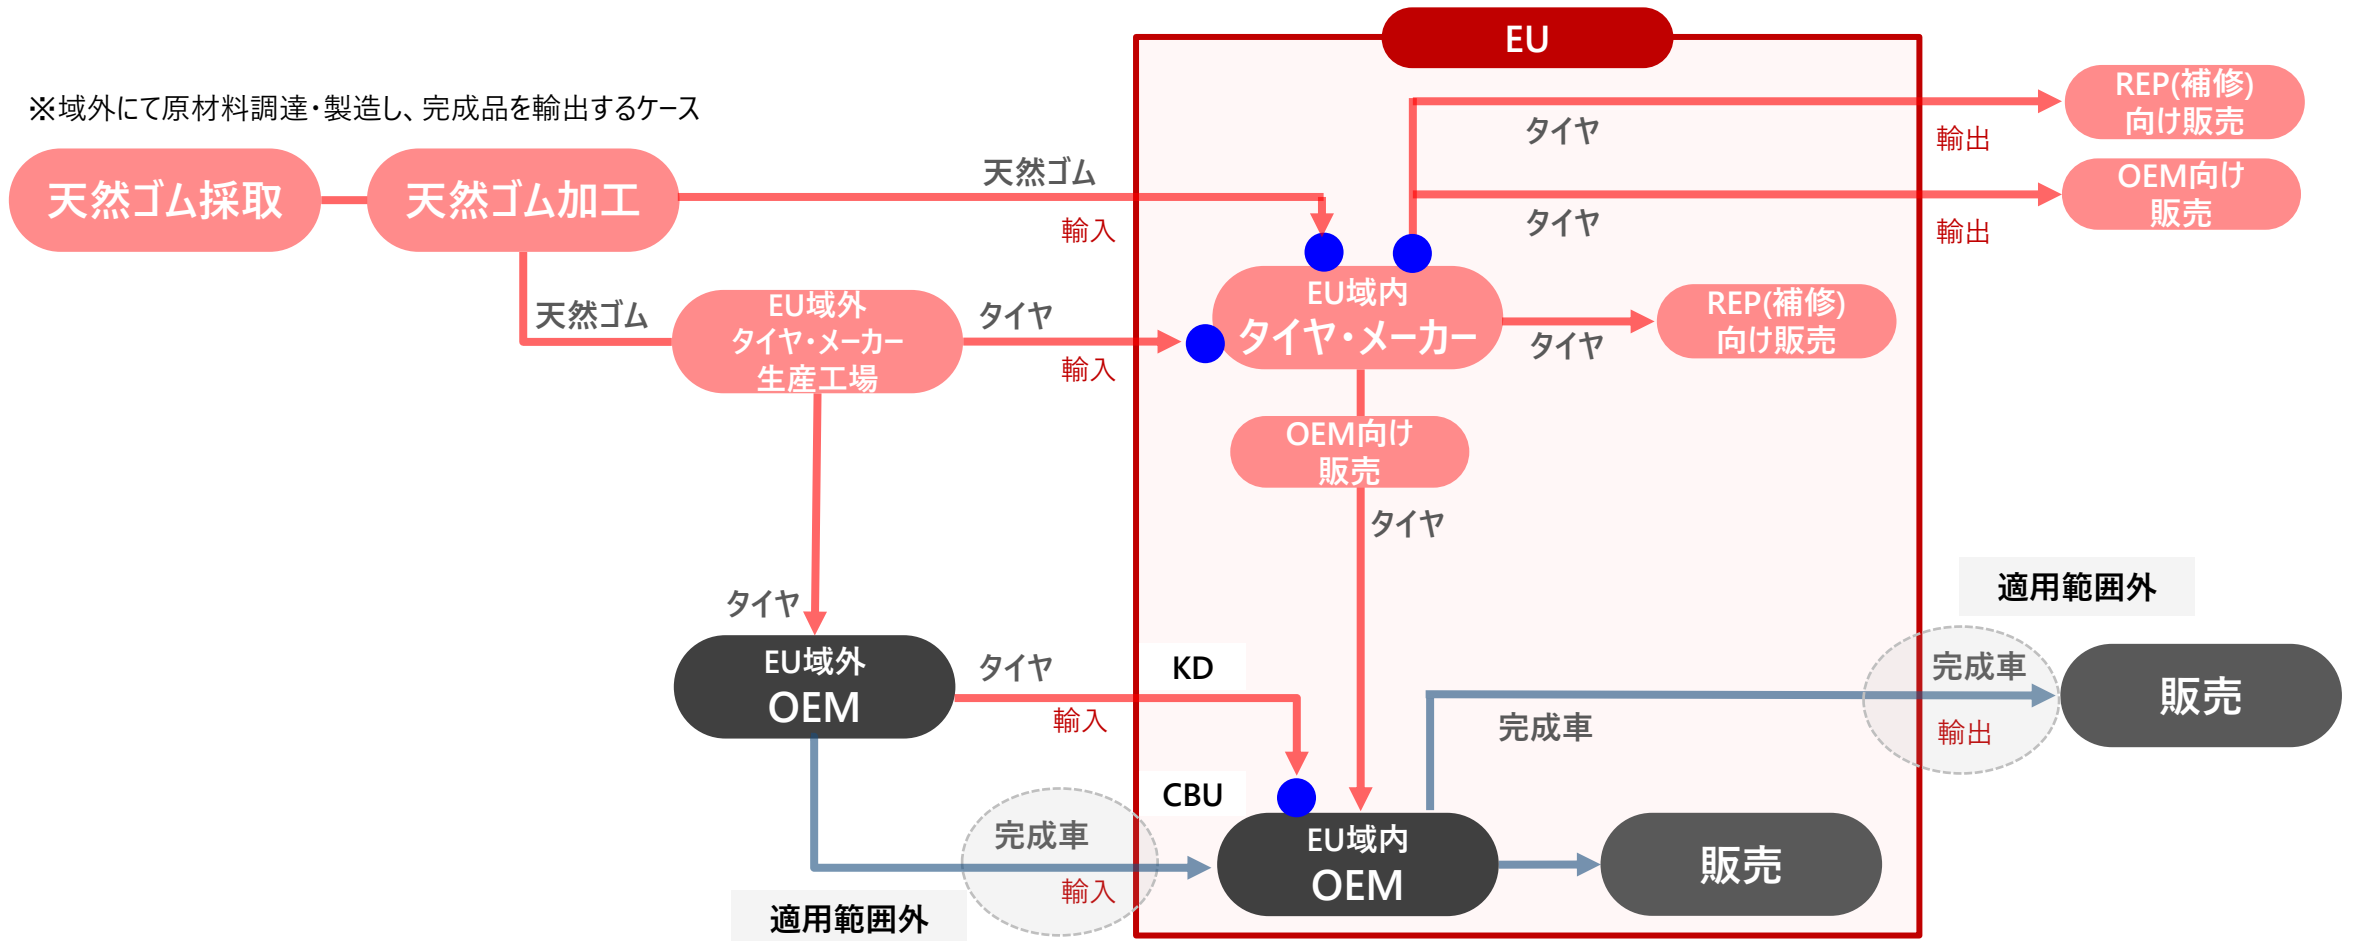 EU
※域外にて原材料調達・製造し、完成品を輸出するケース
REP(補修)
向け販売
タイヤ
輸出
天然ゴム採取
天然ゴム加工
天然ゴム
輸入
OEM向け
販売
タイヤ
輸出
天然ゴム
EU域外
タイヤ・メーカー
生産工場
タイヤ
輸入
EU域内
タイヤ・メーカー
タイヤ
REP(補修)
向け販売
OEM向け
販売
タイヤ
タイヤ
EU域外
OEM
タイヤ
輸入
KD
適用範囲外
完成車
輸出
販売
完成車
CBU
完成車
輸入
適用範囲外
EU域内
OEM
販売